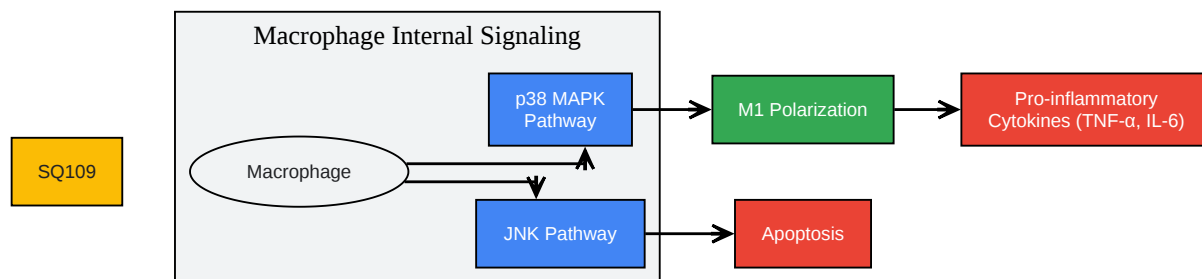 Macrophage Internal Signaling
p38 MAPK
Pathway
M1 Polarization
Pro-inflammatory
Cytokines (TNF-α, IL-6)
SQ109
Macrophage
JNK Pathway
Apoptosis